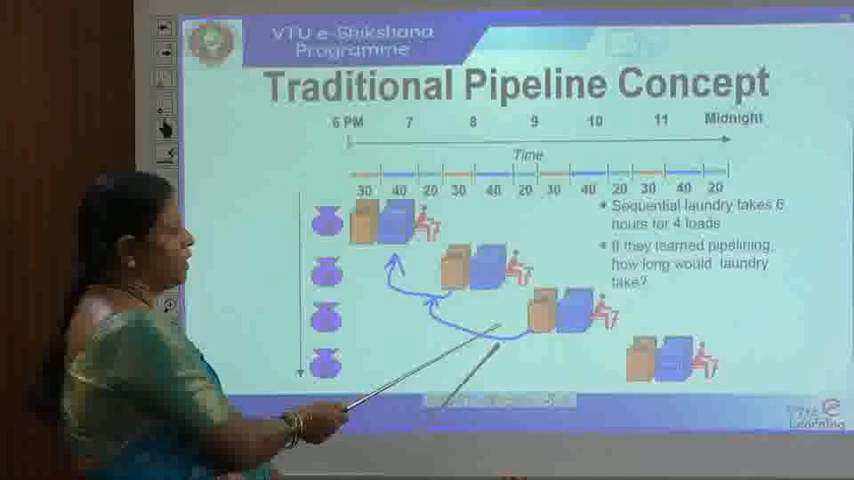 VTU e-Shikshana
Programme
Traditional Pipeline Concept
6 PM 7 8 9 10 11 Midnight
Time
30 40 20 30 40 20 30 40 20 30 40 20
• Sequential laundry takes 6
hours for 4 loads
• If they learned pipelining,
how long would laundry
take?
Learning